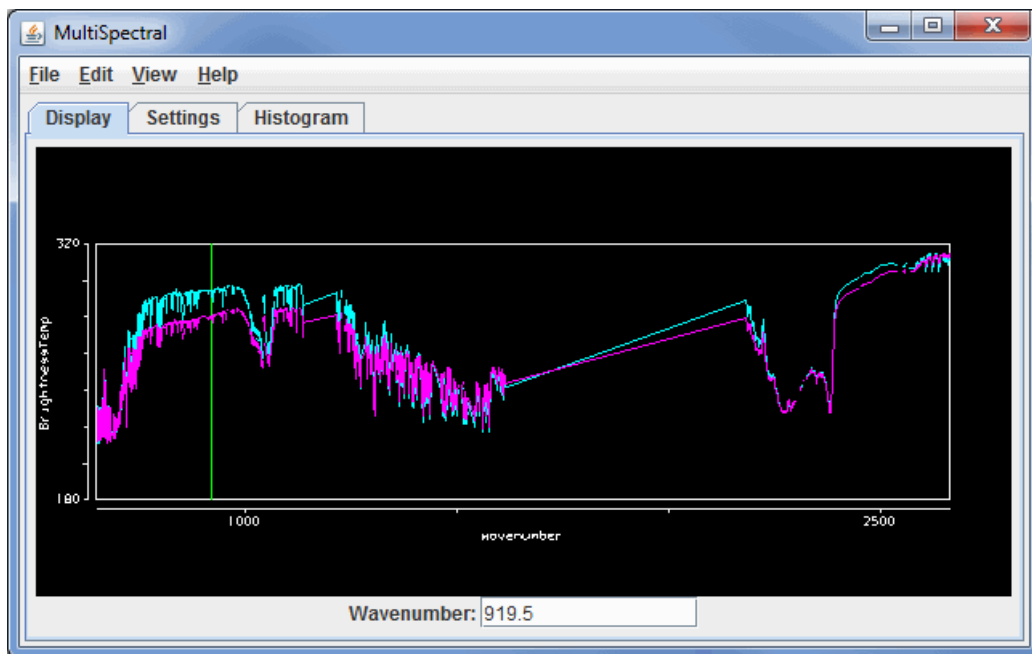 MultiSpectral
File Edit View Help
Display Settings Histogram
320
BrightnessTemp
180
1000
2500
wavenumber
Wavenumber: 919.5